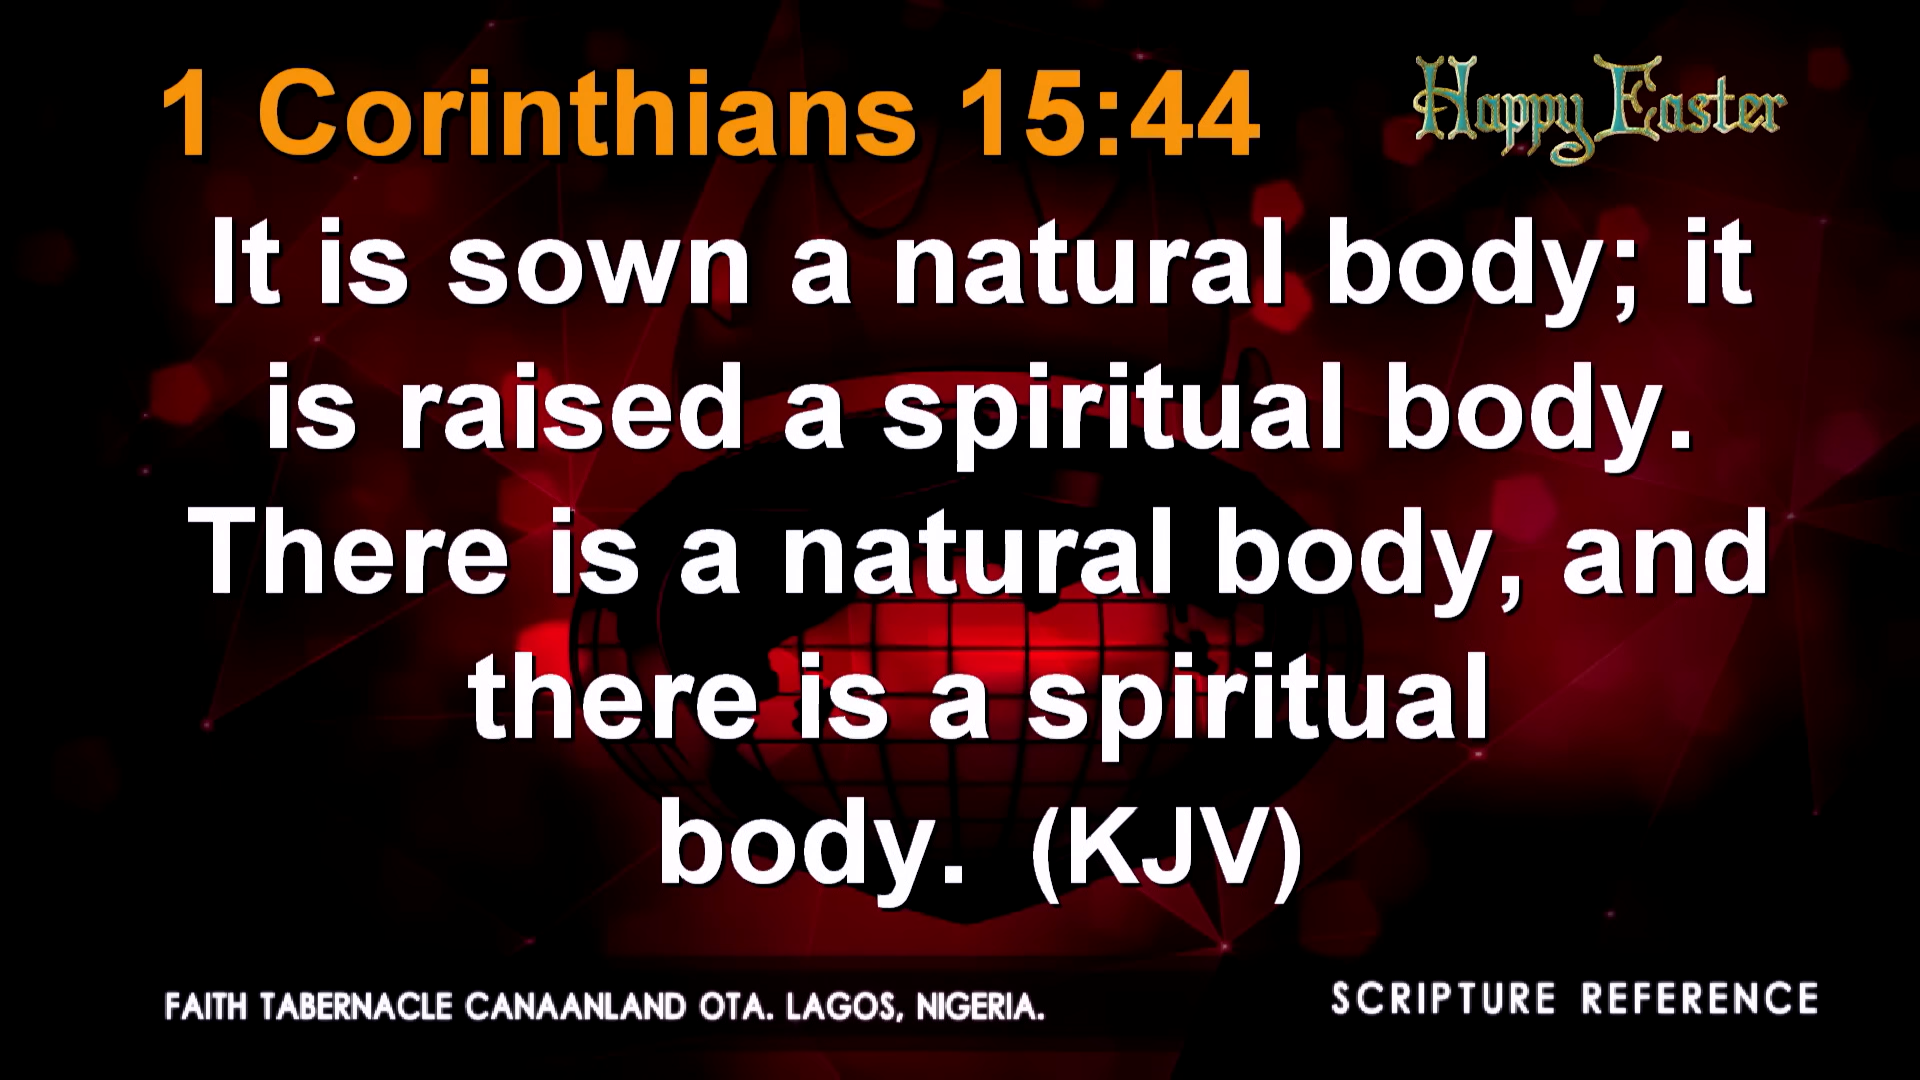 1 Corinthians 15:44
Happy Easter
It is sown a natural body; it
is raised a spiritual body.
There is a natural body, and
there is a spiritual
body. (KJV)
FAITH TABERNACLE CANAANLAND OTA. LAGOS, NIGERIA.
SCRIPTURE REFERENCE